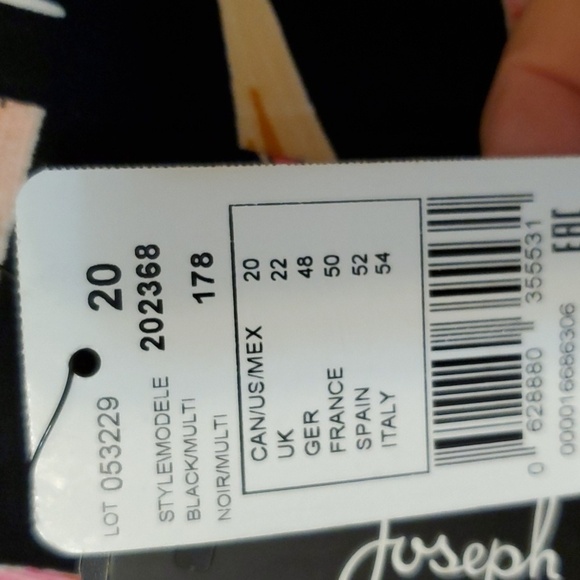 LOT 053229 20
STYLE\MODELE 202368
BLACK/MULTI 178
NOIR/MULTI
CAN/US/MEX 20
UK 22
GER 48
FRANCE 50
SPAIN 52
ITALY 54
0 628880 355531
EAC
000016686306
Joseph